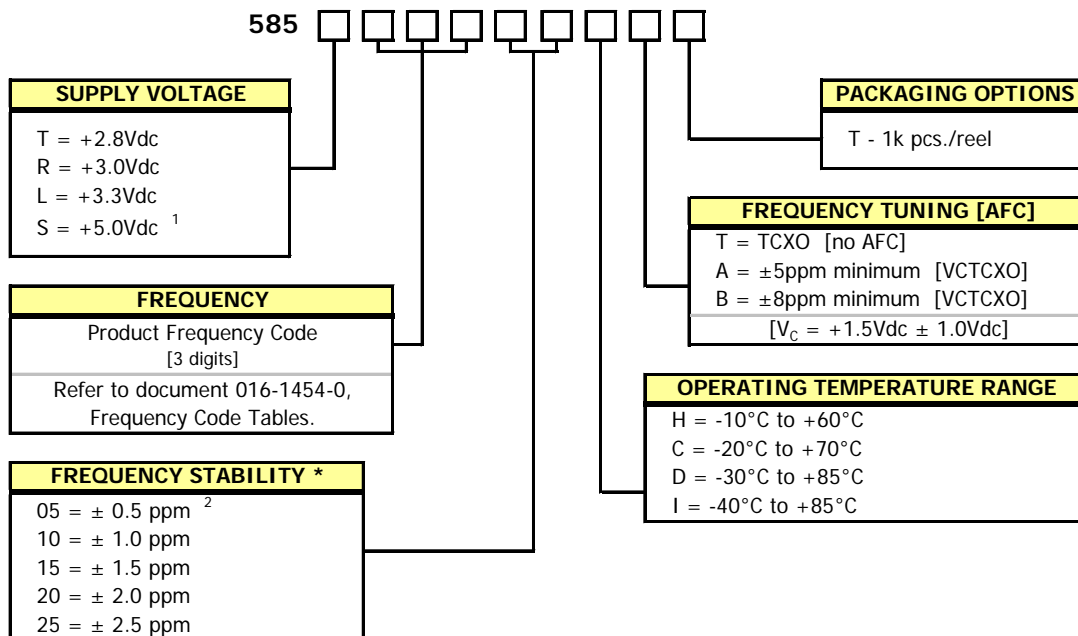 585
SUPPLY VOLTAGE
T = +2.8Vdc
R = +3.0Vdc
L = +3.3Vdc
S = +5.0Vdc 1
FREQUENCY
Product Frequency Code
[3 digits]
Refer to document 016-1454-0,
Frequency Code Tables.
FREQUENCY STABILITY *
05 = ± 0.5 ppm 2
10 = ± 1.0 ppm
15 = ± 1.5 ppm
20 = ± 2.0 ppm
25 = ± 2.5 ppm
PACKAGING OPTIONS
T - 1k pcs./reel
FREQUENCY TUNING [AFC]
T = TCXO [no AFC]
A = ±5ppm minimum [VCTCXO]
B = ±8ppm minimum [VCTCXO]
[VC = +1.5Vdc ± 1.0Vdc]
OPERATING TEMPERATURE RANGE
H = -10°C to +60°C
C = -20°C to +70°C
D = -30°C to +85°C
I = -40°C to +85°C